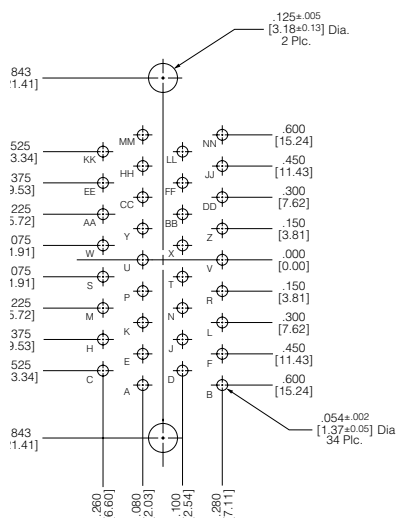 .125±.005
[3.18±0.13] Dia.
2 Plc.
.843
21.41]
MM
NN
.600
[15.24]
.525
3.34]
KK
LL
HH
JJ
.450
[11.43]
.375
9.53]
EE
FF
CC
DD
.300
[7.62]
.225
5.72]
AA
BB
Y
Z
.150
[3.81]
.075
1.91]
W
X
U
V
.000
[0.00]
.075
1.91]
S
T
P
R
.150
[3.81]
.225
5.72]
M
N
K
L
.300
[7.62]
.375
9.53]
H
J
E
F
.450
[11.43]
.525
3.34]
C
D
A
B
.600
[15.24]
.843
21.41]
.054±.002
[1.37±0.05] Dia
34 Plc.
.260
6.60]
.080
2.03]
.100
2.54]
.280
7.11]